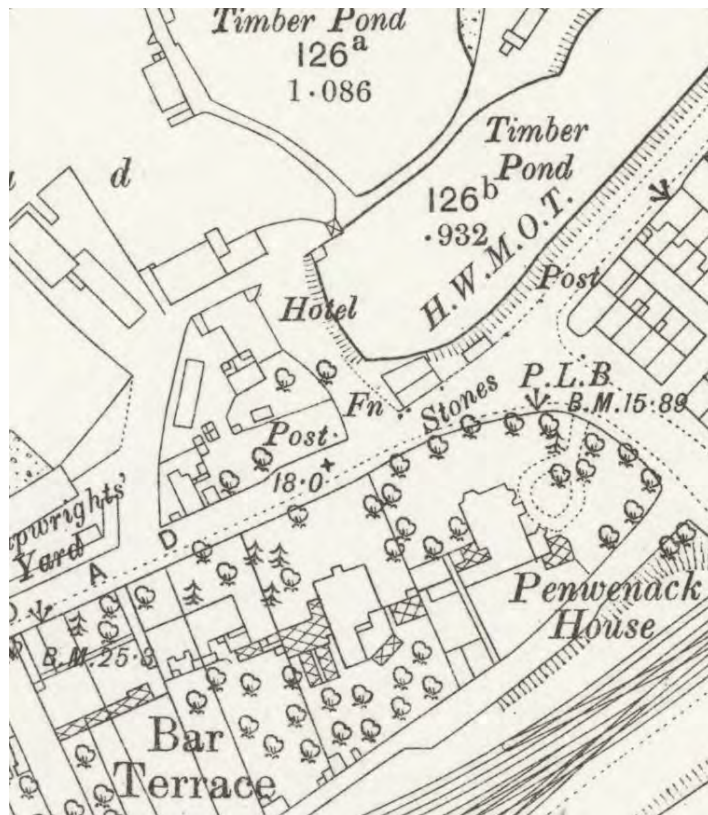 Timber Pond
126a
1·086
d
Timber
Pond
126b
·932
H.W.M.O.T.
Hotel
Post
P.L.B
B.M.15·89
Stones
Fn
Post
18·0
Yard
A
D
B.M.25·3
Penwenack
House
Bar
Terrace